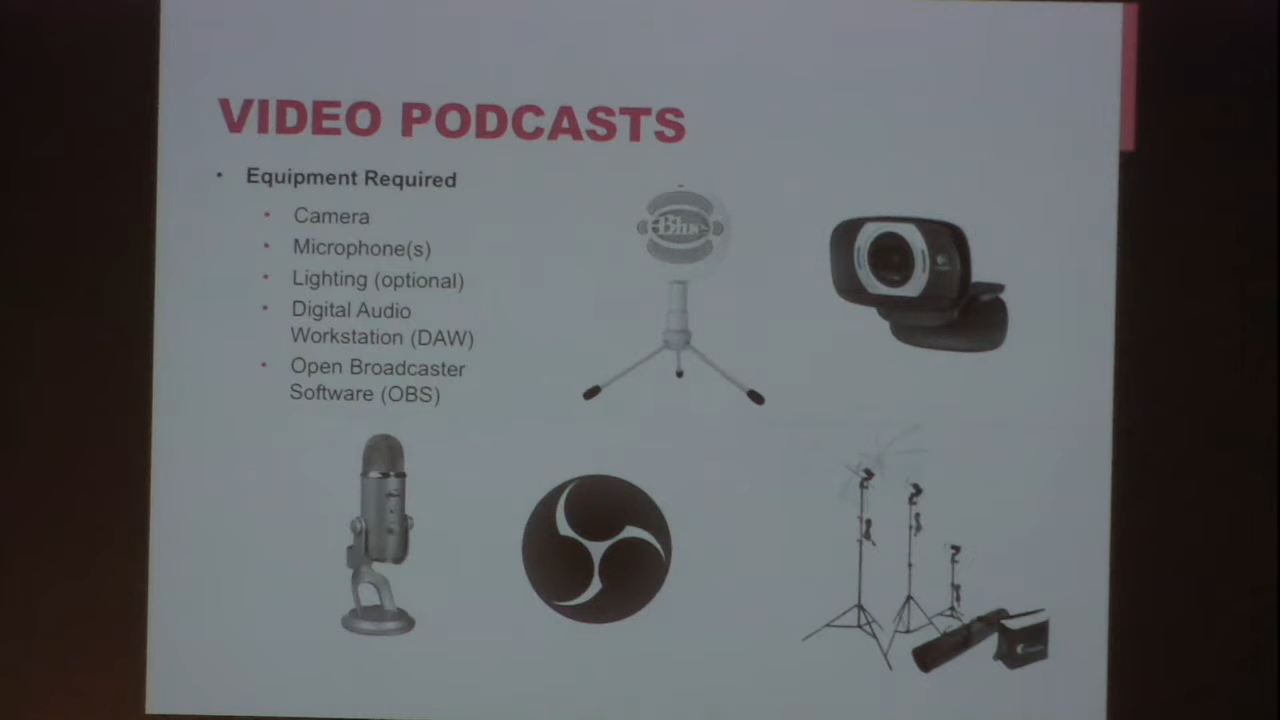 VIDEO PODCASTS
• Equipment Required
• Camera
• Microphone(s)
• Lighting (optional)
• Digital Audio
Workstation (DAW)
• Open Broadcaster
Software (OBS)
Blue